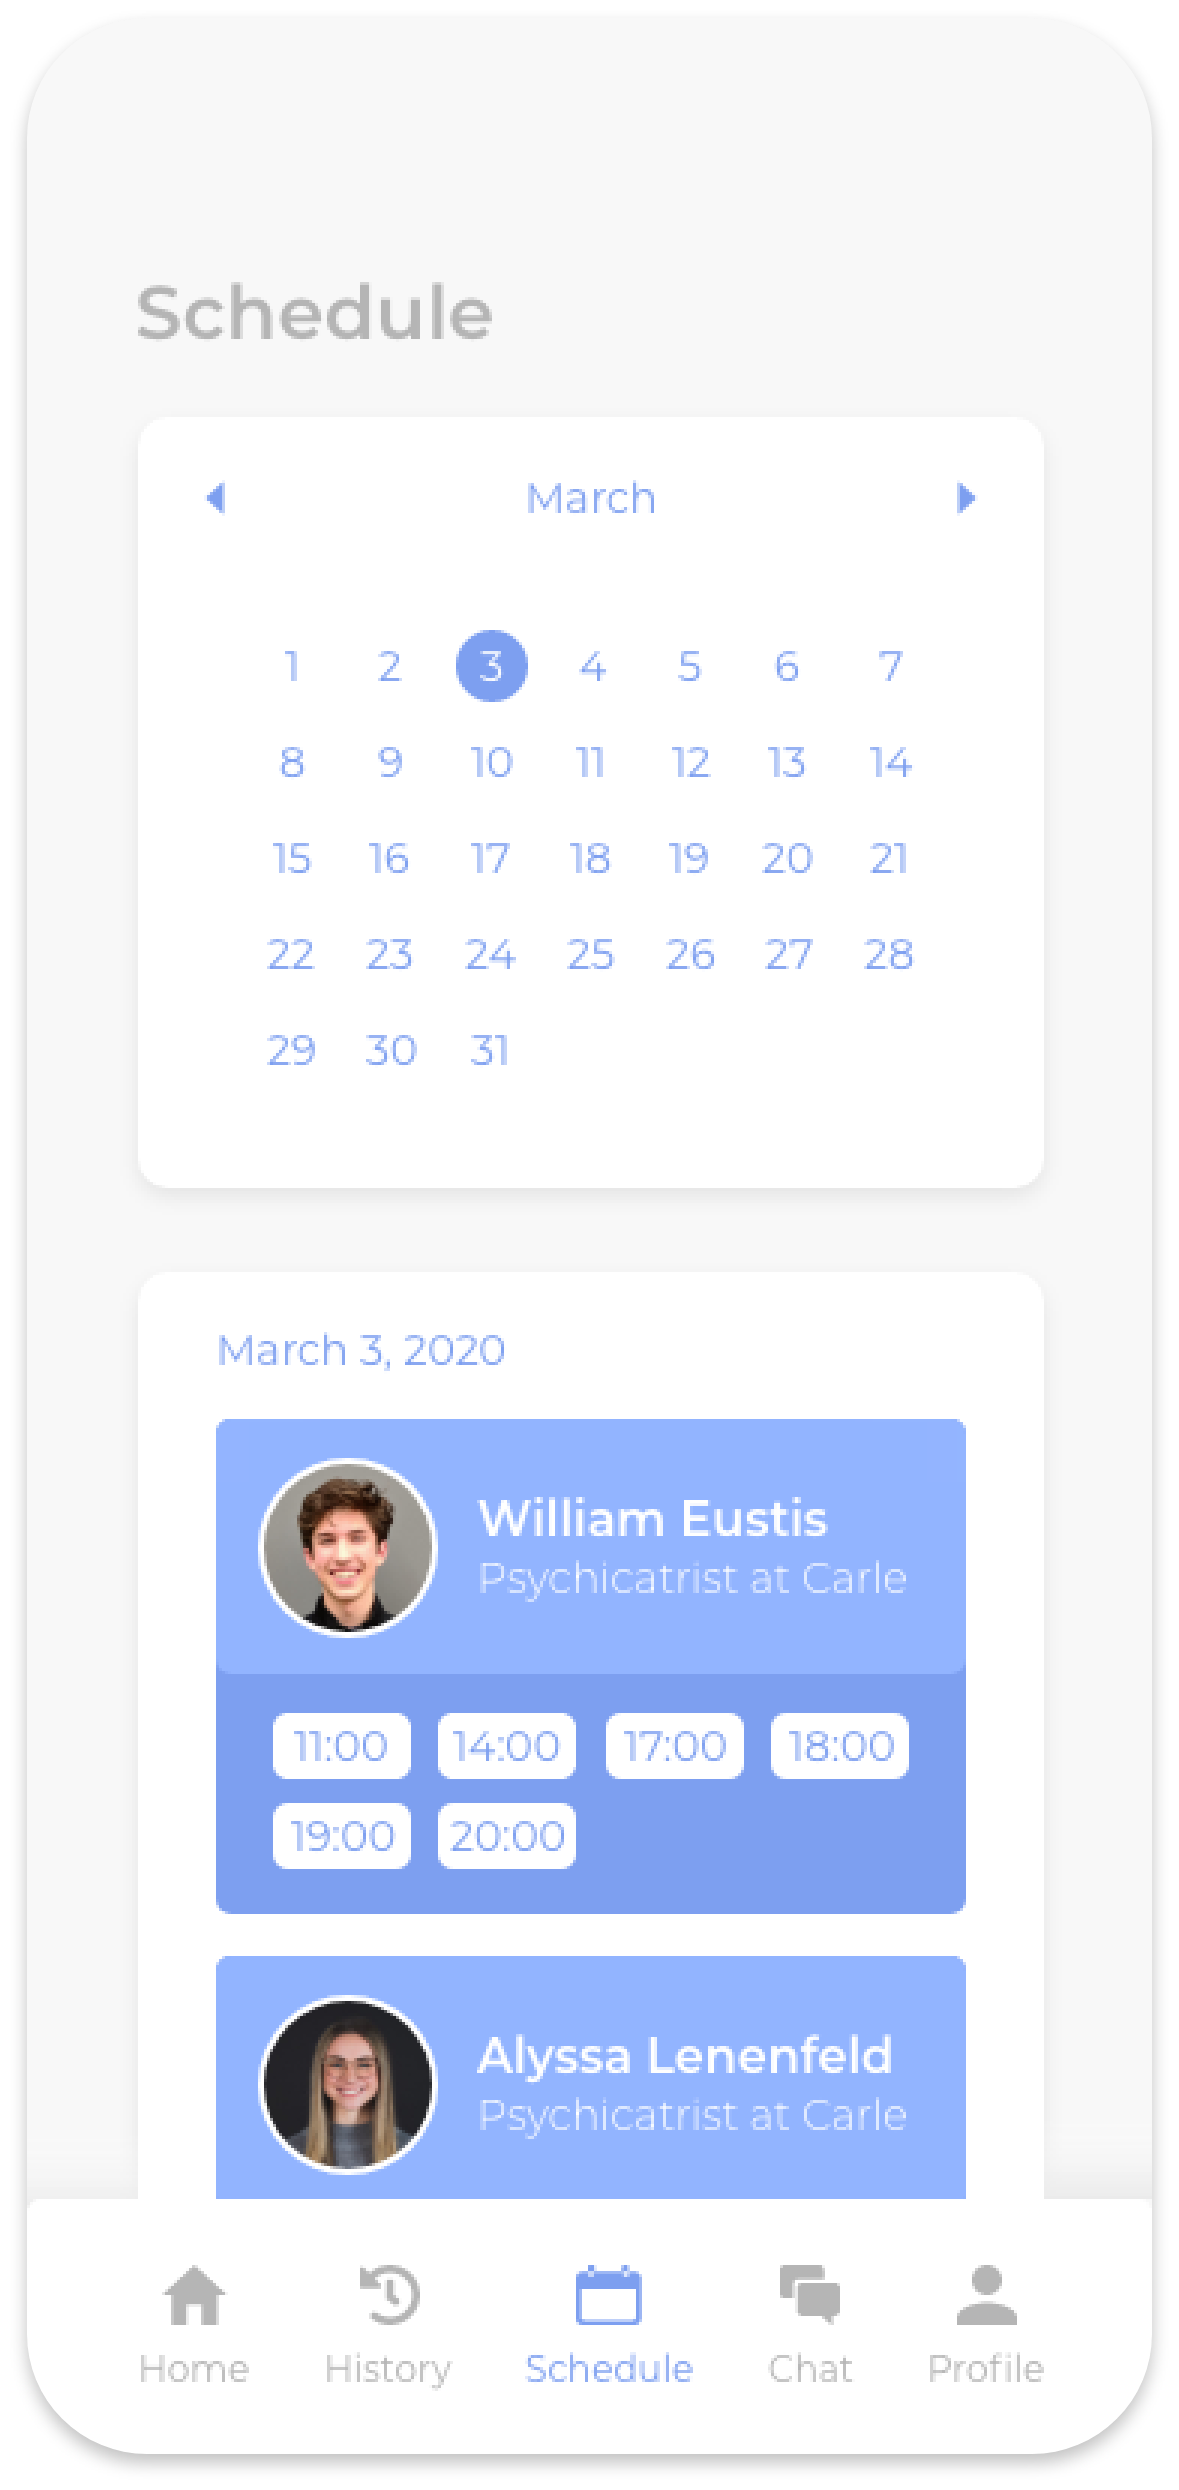 Schedule
March
1 2 3 4 5 6 7
8 9 10 11 12 13 14
15 16 17 18 19 20 21
22 23 24 25 26 27 28
29 30 31
March 3, 2020
William Eustis
Psychicatrist at Carle
11:00 14:00 17:00 18:00
19:00 20:00
Alyssa Lenenfeld
Psychicatrist at Carle
Home History Schedule Chat Profile